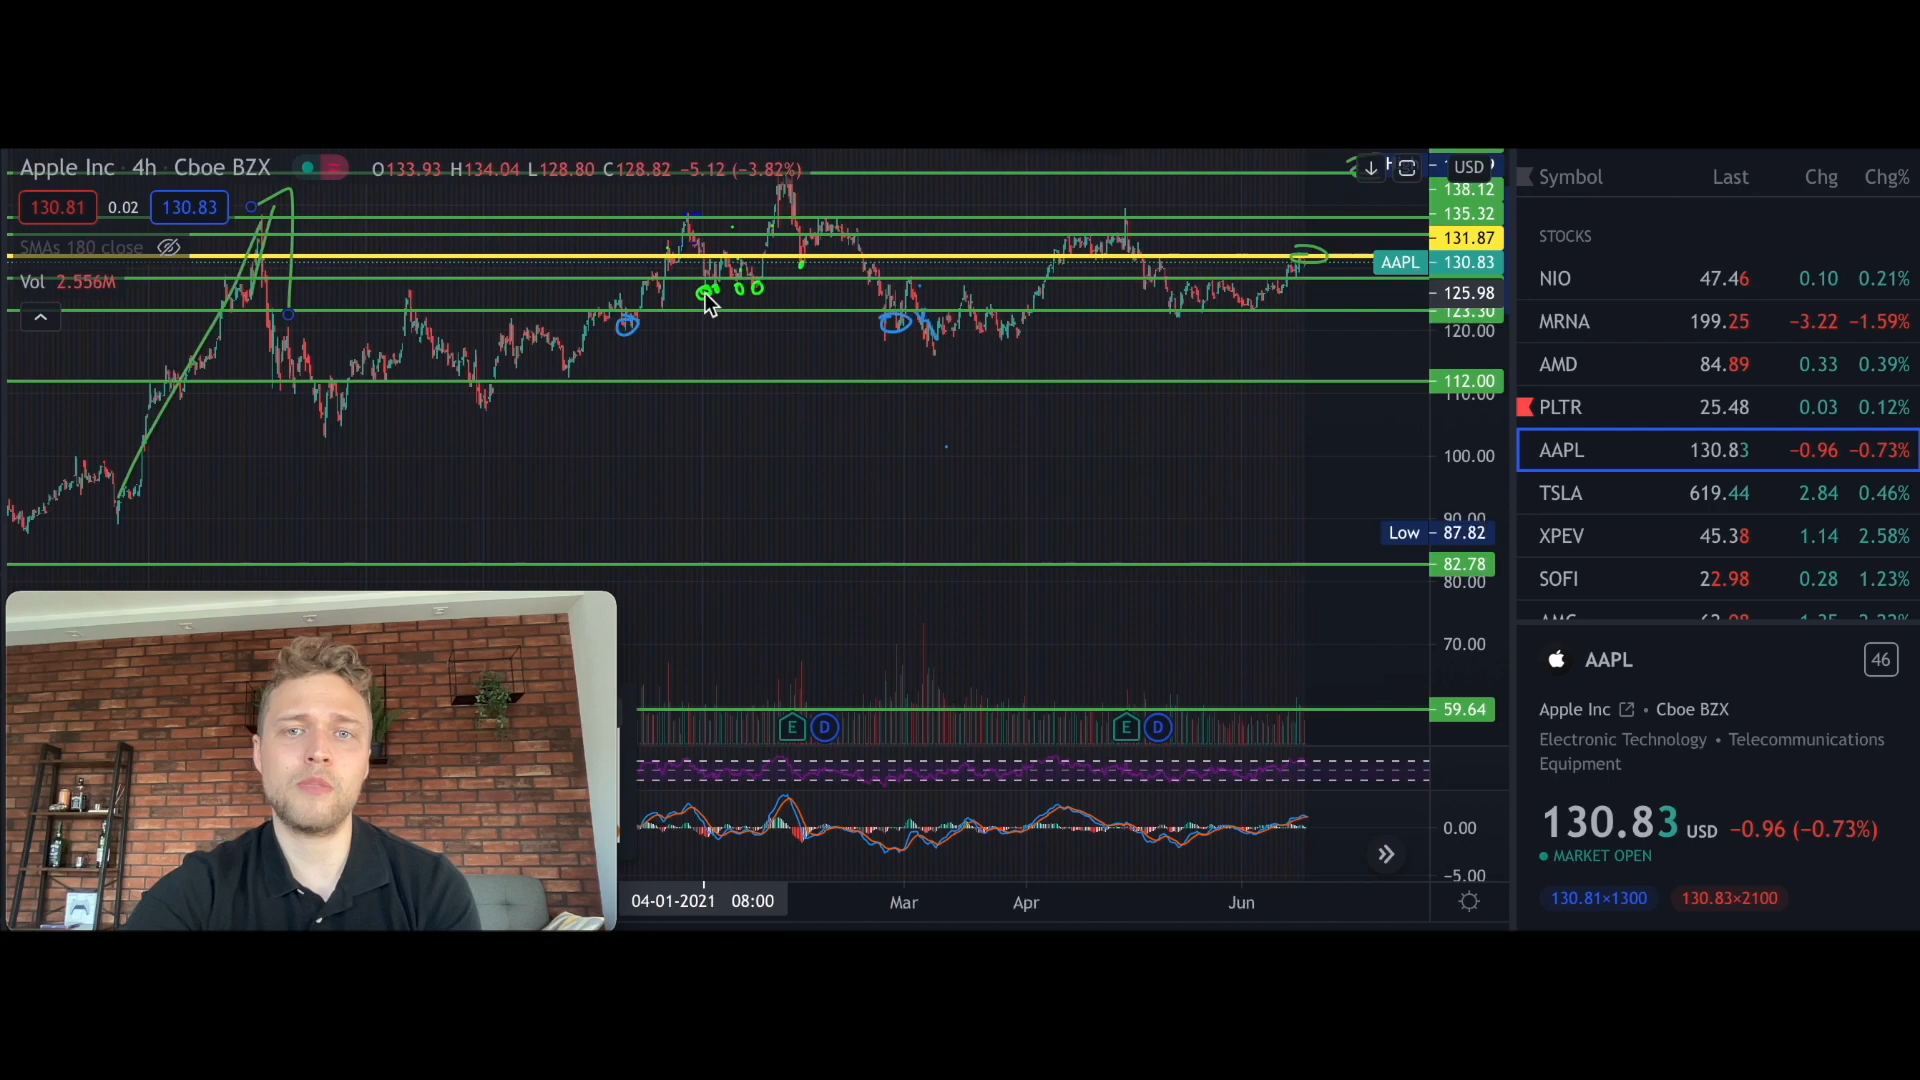 Apple Inc · 4h · Cboe BZX
O133.93 H134.04 L128.80 C128.82 −5.12 (−3.82%)
130.81 0.02 130.83
SMAs 180 close
Vol 2.556M
USD
138.12
135.32
131.87
AAPL 130.83
125.98
123.30
120.00
112.00
110.00
100.00
90.00
Low 87.82
82.78
80.00
70.00
59.64
E D E D
0.00
−5.00
04-01-2021 08:00 Mar Apr Jun
Symbol Last Chg Chg%
STOCKS
NIO 47.46 0.10 0.21%
MRNA 199.25 −3.22 −1.59%
AMD 84.89 0.33 0.39%
PLTR 25.48 0.03 0.12%
AAPL 130.83 −0.96 −0.73%
TSLA 619.44 2.84 0.46%
XPEV 45.38 1.14 2.58%
SOFI 22.98 0.28 1.23%
AAPL 46
Apple Inc • Cboe BZX
Electronic Technology • Telecommunications
Equipment
130.83 USD −0.96 (−0.73%)
MARKET OPEN
130.81×1300 130.83×2100